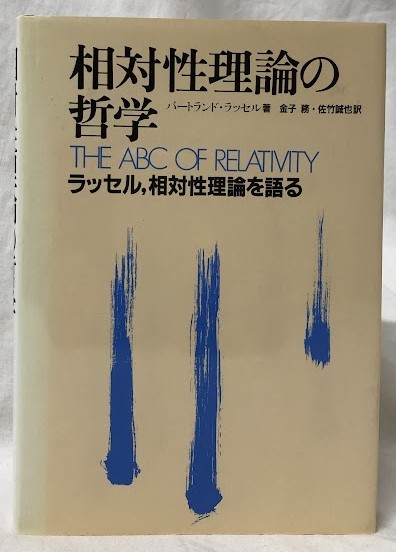 相対性理論の
哲学
バートランド・ラッセル著 金子 務・佐竹誠也訳
THE ABC OF RELATIVITY
ラッセル,相対性理論を語る